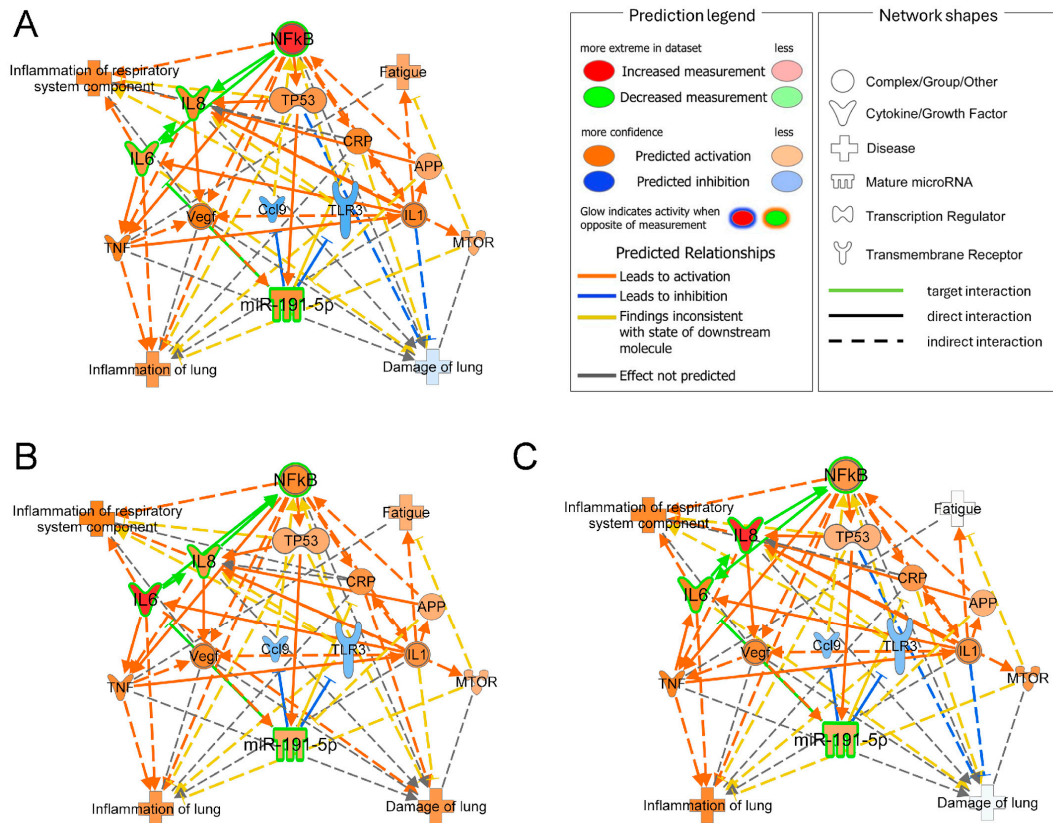 A
NFkB
Inflammation of respiratory
system component
Fatigue
IL8
TP53
CRP
IL6
APP
Vegf
Ccl9
TLR3
IL1
TNF
MTOR
miR-191-5p
Inflammation of lung
Damage of lung
Prediction legend
more extreme in dataset
less
Increased measurement
Decreased measurement
more confidence
less
Predicted activation
Predicted inhibition
Glow indicates activity when
opposite of measurement
Predicted Relationships
Leads to activation
Leads to inhibition
Findings inconsistent
with state of downstream
molecule
Effect not predicted
Network shapes
Complex/Group/Other
Cytokine/Growth Factor
Disease
Mature microRNA
Transcription Regulator
Transmembrane Receptor
target interaction
direct interaction
indirect interaction
B
NFkB
Inflammation of respiratory
system component
Fatigue
IL8
TP53
CRP
IL6
APP
Vegf
Ccl9
TLR3
IL1
TNF
MTOR
miR-191-5p
Inflammation of lung
Damage of lung
C
NFkB
Inflammation of respiratory
system component
Fatigue
IL8
TP53
CRP
IL6
APP
Vegf
Ccl9
TLR3
IL1
TNF
MTOR
miR-191-5p
Inflammation of lung
Damage of lung